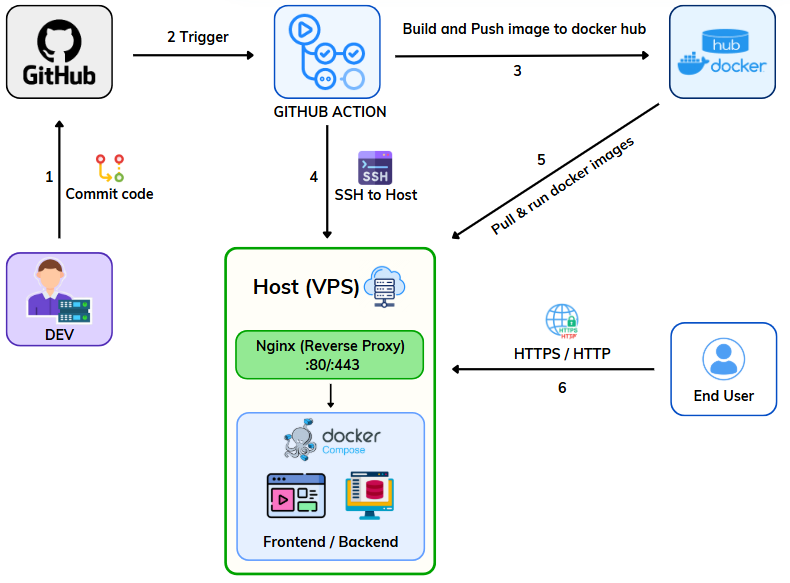 GitHub
2 Trigger
GITHUB ACTION
Build and Push image to docker hub
3
hub
docker
1
Commit code
4
SSH
SSH to Host
5
Pull & run docker images
DEV
Host (VPS)
Nginx (Reverse Proxy)
:80/:443
docker
Compose
Frontend / Backend
HTTPS
HTTP
HTTPS / HTTP
6
End User